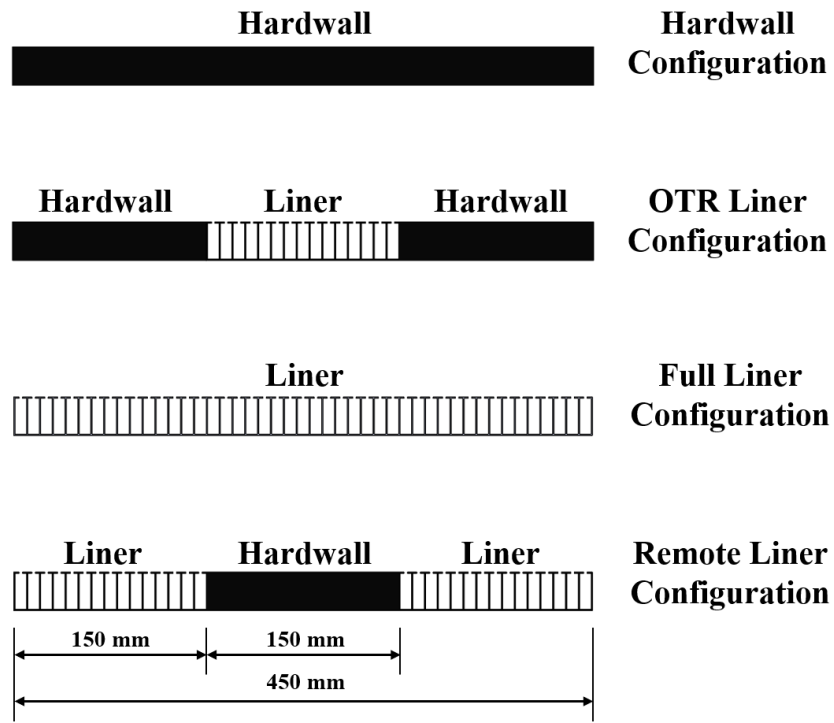 Hardwall
Hardwall
Configuration
Hardwall Liner Hardwall
OTR Liner
Configuration
Liner
Full Liner
Configuration
Liner Hardwall Liner
Remote Liner
Configuration
150 mm 150 mm
450 mm